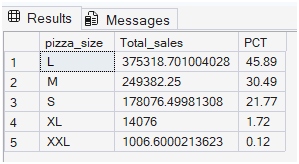 Results Messages
pizza_size Total_sales PCT
1 L 375318.701004028 45.89
2 M 249382.25 30.49
3 S 178076.49981308 21.77
4 XL 14076 1.72
5 XXL 1006.6000213623 0.12